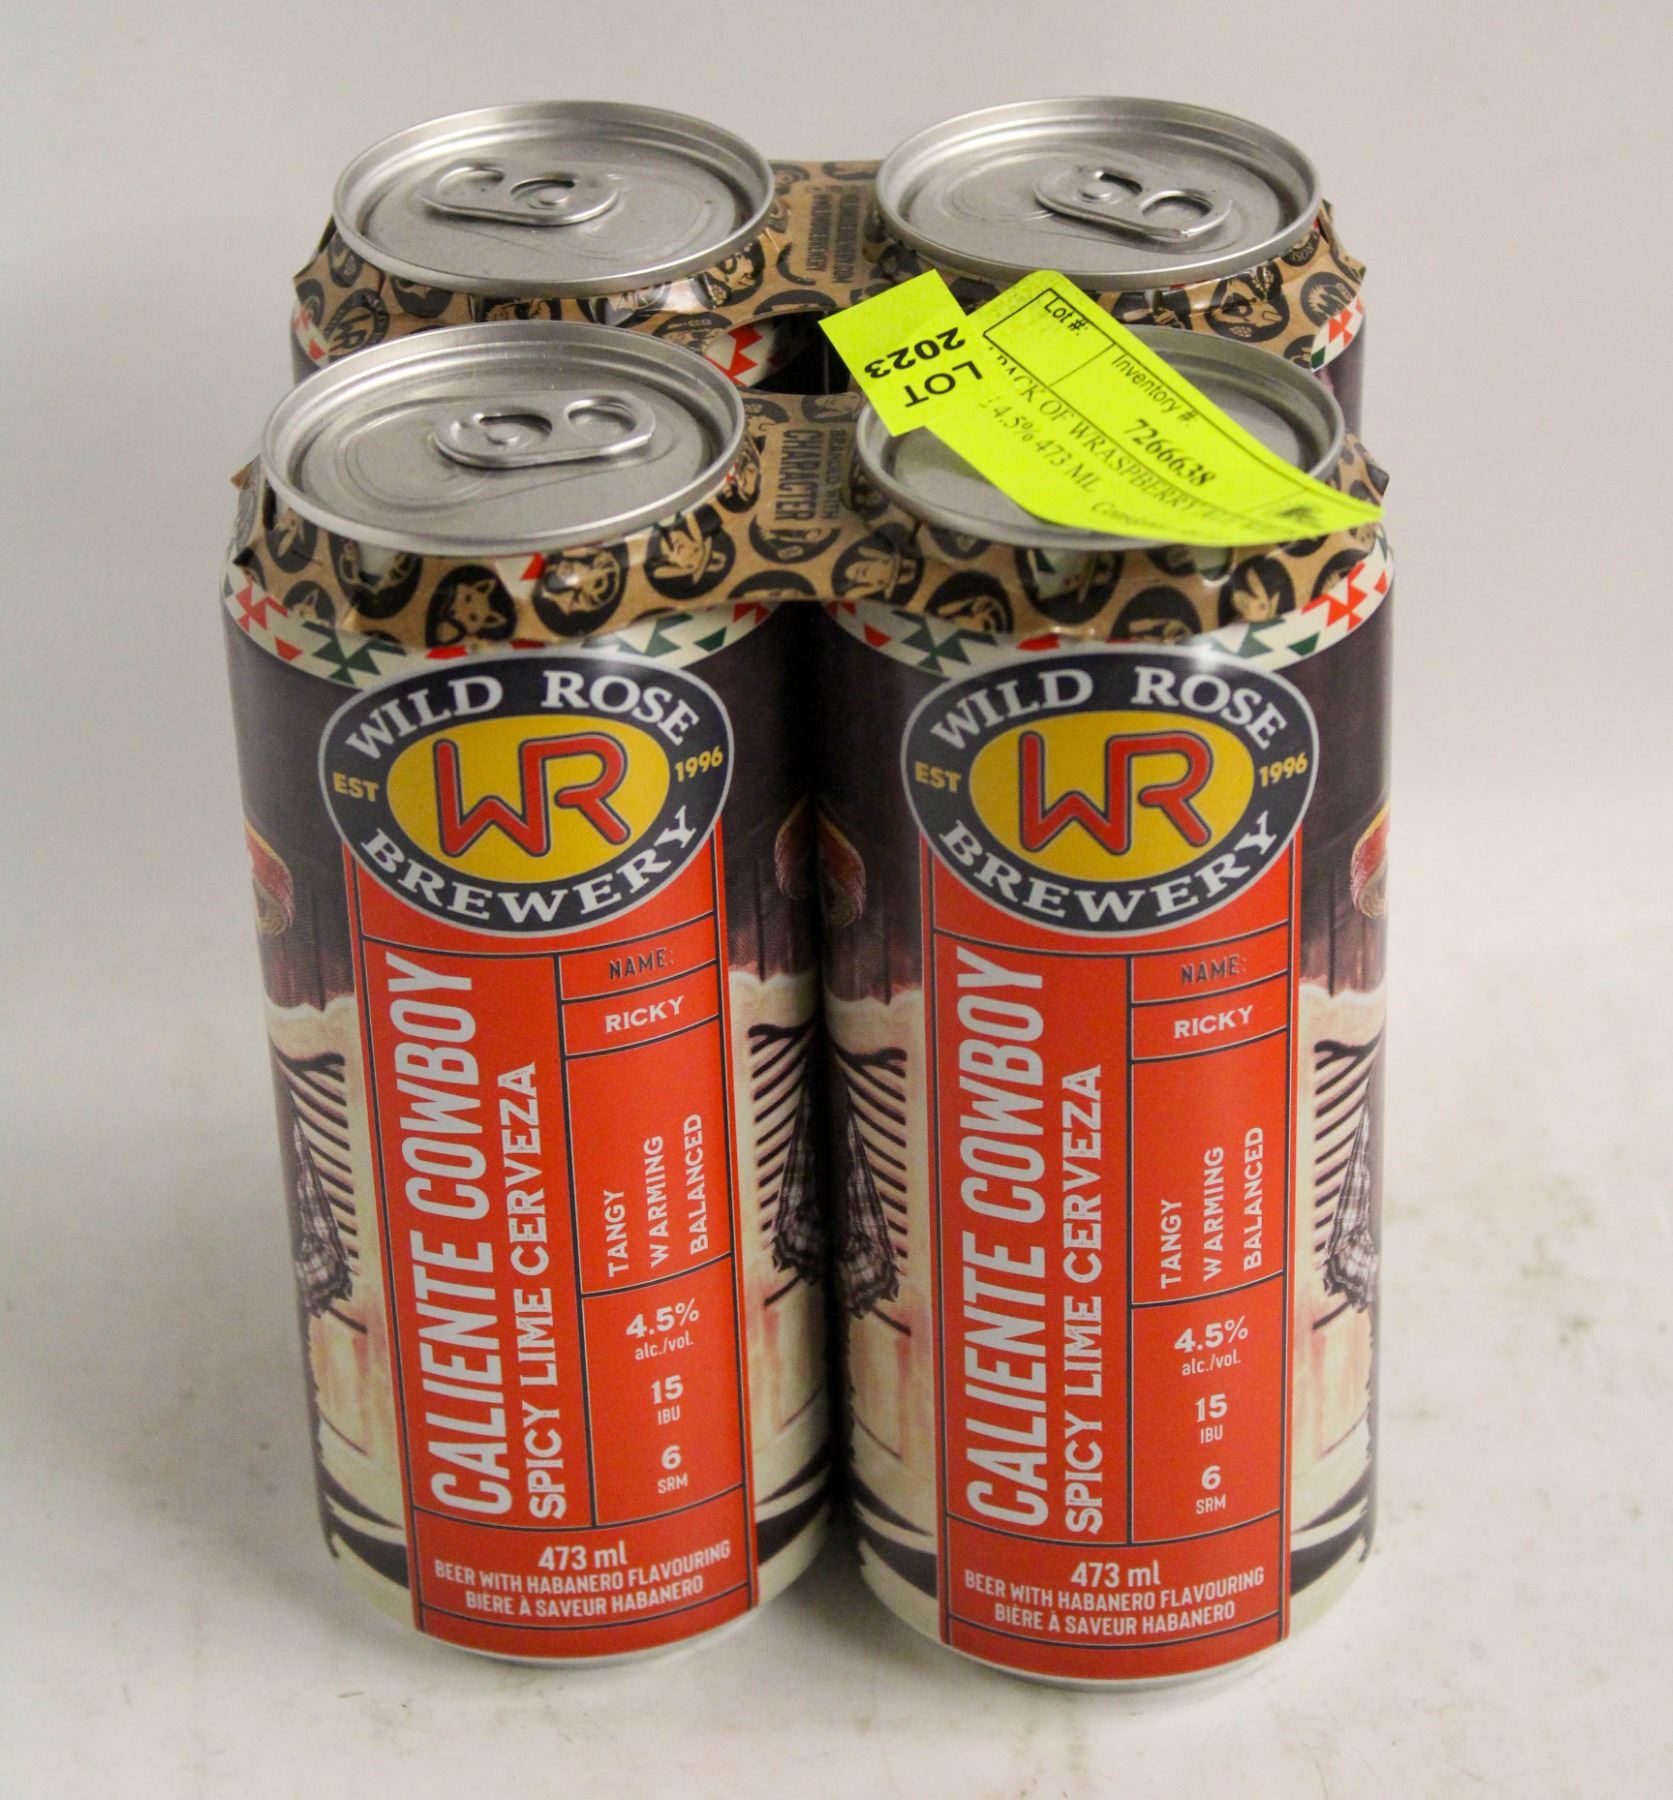 LOT
2023
Lot #:
Inventory #
7266638
PACK OF WRASPBERRY
4.5% 473 ML
BRANDED WITH
CHARACTER
WILD ROSE
EST
WR
1996
BREWERY
NAME:
RICKY
CALIENTE COWBOY
SPICY LIME CERVEZA
TANGY
WARMING
BALANCED
4.5%
alc./vol.
15
IBU
6
SRM
473 ml
BEER WITH HABANERO FLAVOURING
BIÈRE À SAVEUR HABANERO
WILD ROSE
EST
WR
1996
BREWERY
NAME:
RICKY
CALIENTE COWBOY
SPICY LIME CERVEZA
TANGY
WARMING
BALANCED
4.5%
alc./vol.
15
IBU
6
SRM
473 ml
BEER WITH HABANERO FLAVOURING
BIÈRE À SAVEUR HABANERO